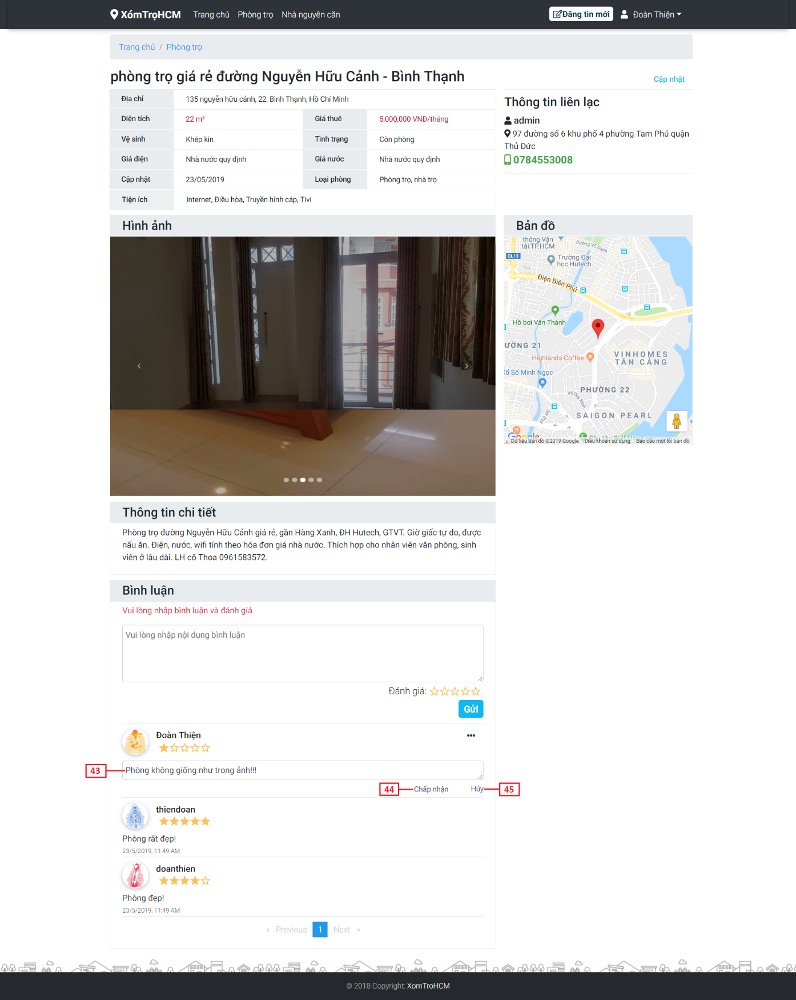 XómTrọHCM Trang chủ Phòng trọ Nhà nguyên căn Đăng tin mới Đoàn Thiện
Trang chủ / Phòng trọ
phòng trọ giá rẻ đường Nguyễn Hữu Cảnh - Bình Thạnh
Cập nhật
Địa chỉ 135 nguyễn hữu cảnh, 22, Bình Thạnh, Hồ Chí Minh
Diện tích 22 m² Giá thuê 5,000,000 VNĐ/tháng
Vệ sinh Khép kín Tình trạng Còn phòng
Giá điện Nhà nước quy định Giá nước Nhà nước quy định
Cập nhật 23/05/2019 Loại phòng Phòng trọ, nhà trọ
Tiện ích Internet, Điều hòa, Truyền hình cáp, Tivi
Thông tin liên lạc
admin
97 đường số 6 khu phố 4 phường Tam Phú quận
Thủ Đức
0784553008
Hình ảnh
Bản đồ
thông Vận
tải TP.HCM
Đường Võ Oanh
QL13
Trường Đại
học Hutech
Điện Biên Phủ
Hồ bơi Văn Thánh
ƯỜNG 21
Highlands Coffee
VINHOMES
TÂN CẢNG
Xổ Số Minh Ngọc
PHƯỜNG 22
Võ Duy Ninh
Phú Mỹ
SAIGON PEARL
Google
Dữ liệu bản đồ ©2019 Google Điều khoản sử dụng Báo cáo một lỗi bản đồ
Thông tin chi tiết
Phòng trọ đường Nguyễn Hữu Cảnh giá rẻ, gần Hàng Xanh, ĐH Hutech, GTVT. Giờ giấc tự do, được
nấu ăn. Điện, nước, wifi tính theo hóa đơn giá nhà nước. Thích hợp cho nhân viên văn phòng, sinh
viên ở lâu dài. LH cô Thoa 0961583572.
Bình luận
Vui lòng nhập bình luận và đánh giá
Vui lòng nhập nội dung bình luận
Đánh giá:
Gửi
Đoàn Thiện
43 Phòng không giống như trong ảnh!!!
44 Chấp nhận Hủy 45
thiendoan
Phòng rất đẹp!
23/5/2019, 11:49 AM
doanthien
Phòng đẹp!
23/5/2019, 11:49 AM
« Previous 1 Next »
© 2018 Copyright: XomTroHCM